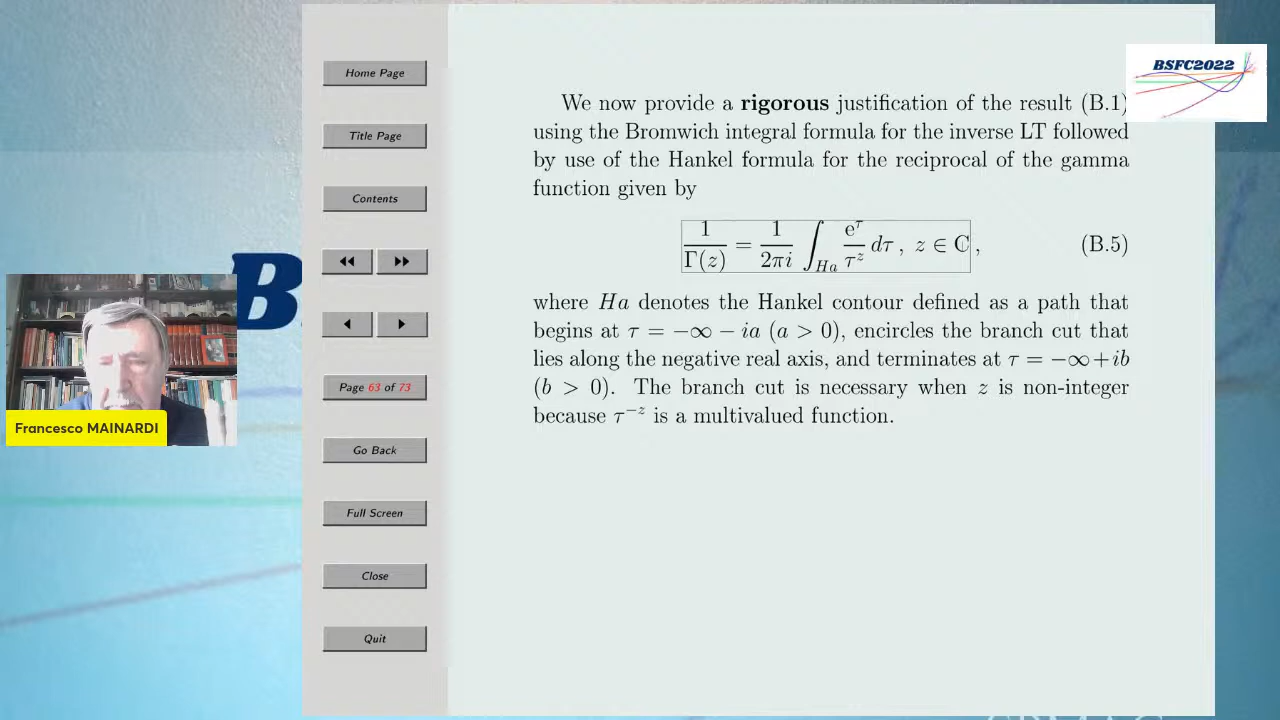 Home Page
Title Page
Contents
Page 63 of 73
Go Back
Full Screen
Close
Quit
Francesco MAINARDI
BSFC2022
We now provide a rigorous justification of the result (B.1)
using the Bromwich integral formula for the inverse LT followed
by use of the Hankel formula for the reciprocal of the gamma
function given by
1/Γ(z) = 1/2πi ∫_Ha e^τ/τ^z dτ , z ∈ ℂ , (B.5)
where Ha denotes the Hankel contour defined as a path that
begins at τ = −∞ − ia (a > 0), encircles the branch cut that
lies along the negative real axis, and terminates at τ = −∞+ib
(b > 0). The branch cut is necessary when z is non-integer
because τ^−z is a multivalued function.